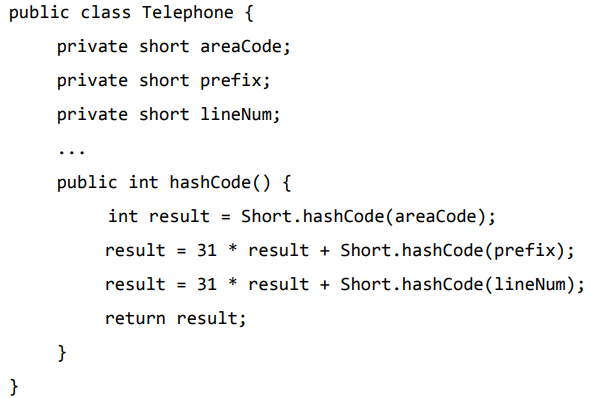 public class Telephone {
private short areaCode;
private short prefix;
private short lineNum;
...
public int hashCode() {
int result = Short.hashCode(areaCode);
result = 31 * result + Short.hashCode(prefix);
result = 31 * result + Short.hashCode(lineNum);
return result;
}
}